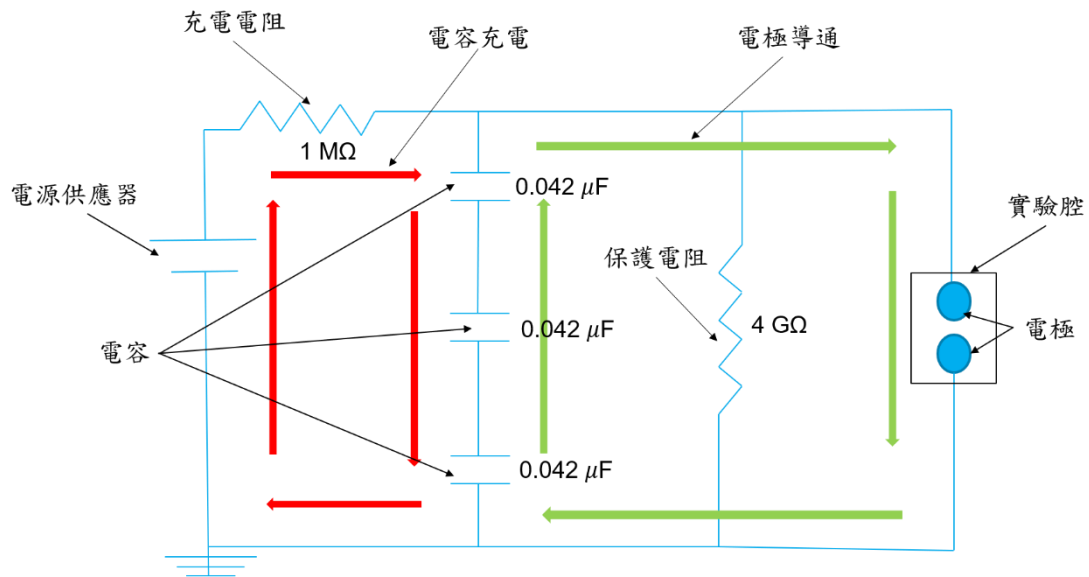 充電電阻
電容充電
電極導通
1 MΩ
電源供應器
0.042 μF
實驗腔
保護電阻
0.042 μF
4 GΩ
電極
電容
0.042 μF